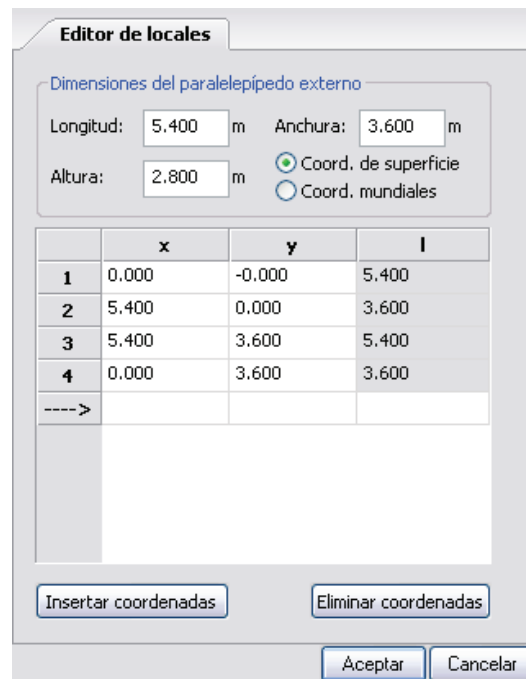 Editor de locales
Dimensiones del paralelepípedo externo
Longitud: 5.400 m Anchura: 3.600 m
Altura: 2.800 m
Coord. de superficie
Coord. mundiales
x y l
1 0.000 -0.000 5.400
2 5.400 0.000 3.600
3 5.400 3.600 5.400
4 0.000 3.600 3.600
---->
Insertar coordenadas Eliminar coordenadas
Aceptar Cancelar